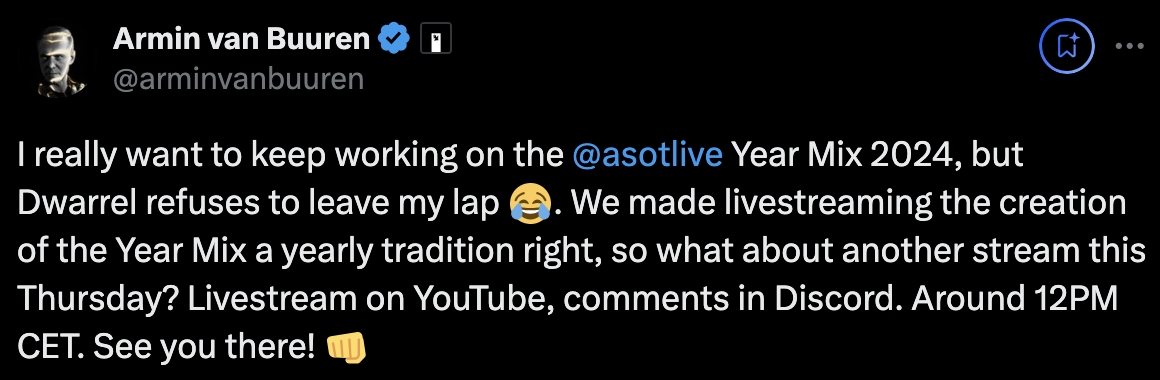 Armin van Buuren
@arminvanbuuren
I really want to keep working on the @asotlive Year Mix 2024, but
Dwarrel refuses to leave my lap 😂. We made livestreaming the creation
of the Year Mix a yearly tradition right, so what about another stream this
Thursday? Livestream on YouTube, comments in Discord. Around 12PM
CET. See you there! 👊